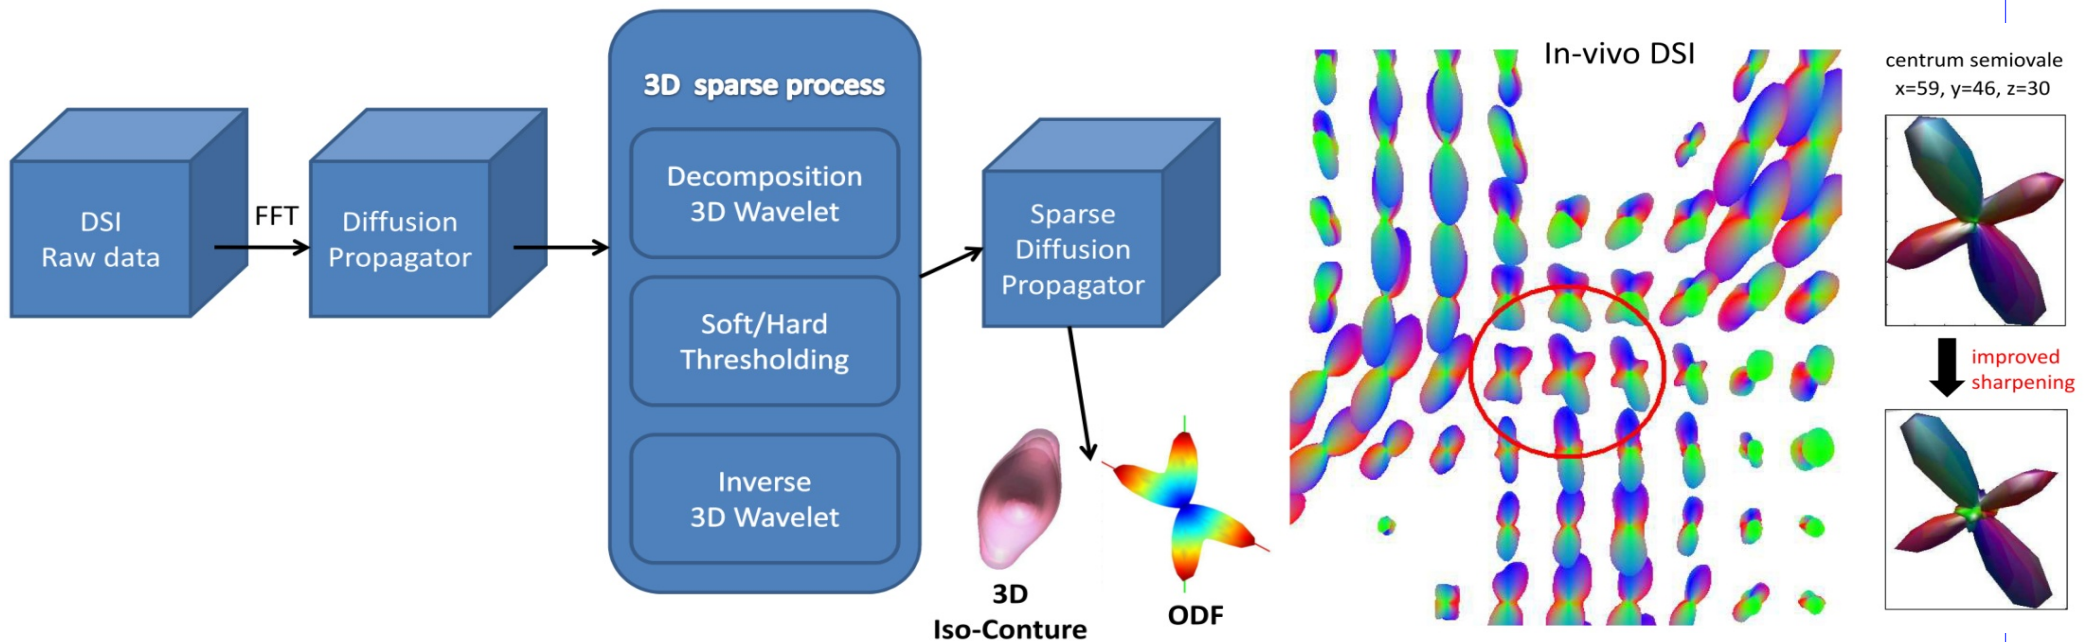 DSI
Raw data
FFT
Diffusion
Propagator
3D sparse process
Decomposition
3D Wavelet
Soft/Hard
Thresholding
Inverse
3D Wavelet
Sparse
Diffusion
Propagator
3D
Iso-Conture
ODF
In-vivo DSI
centrum semiovale
x=59, y=46, z=30
improved
sharpening